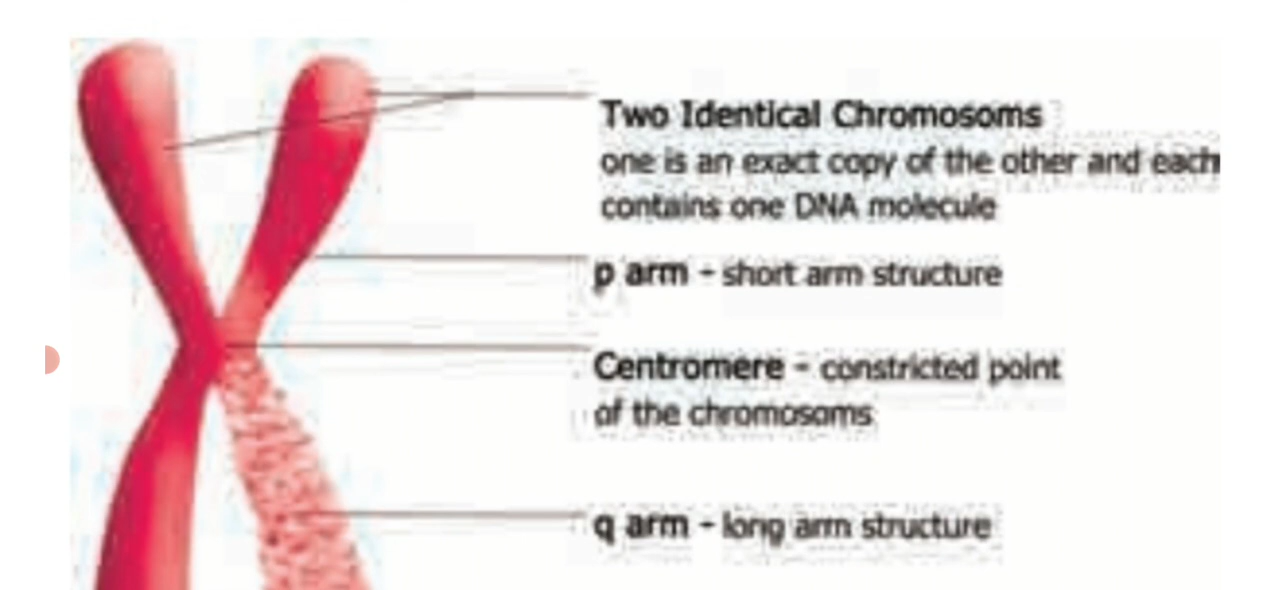 Two Identical Chromosoms
one is an exact copy of the other and each
contains one DNA molecule
p arm - short arm structure
Centromere - constricted point
of the chromosoms
q arm - long arm structure